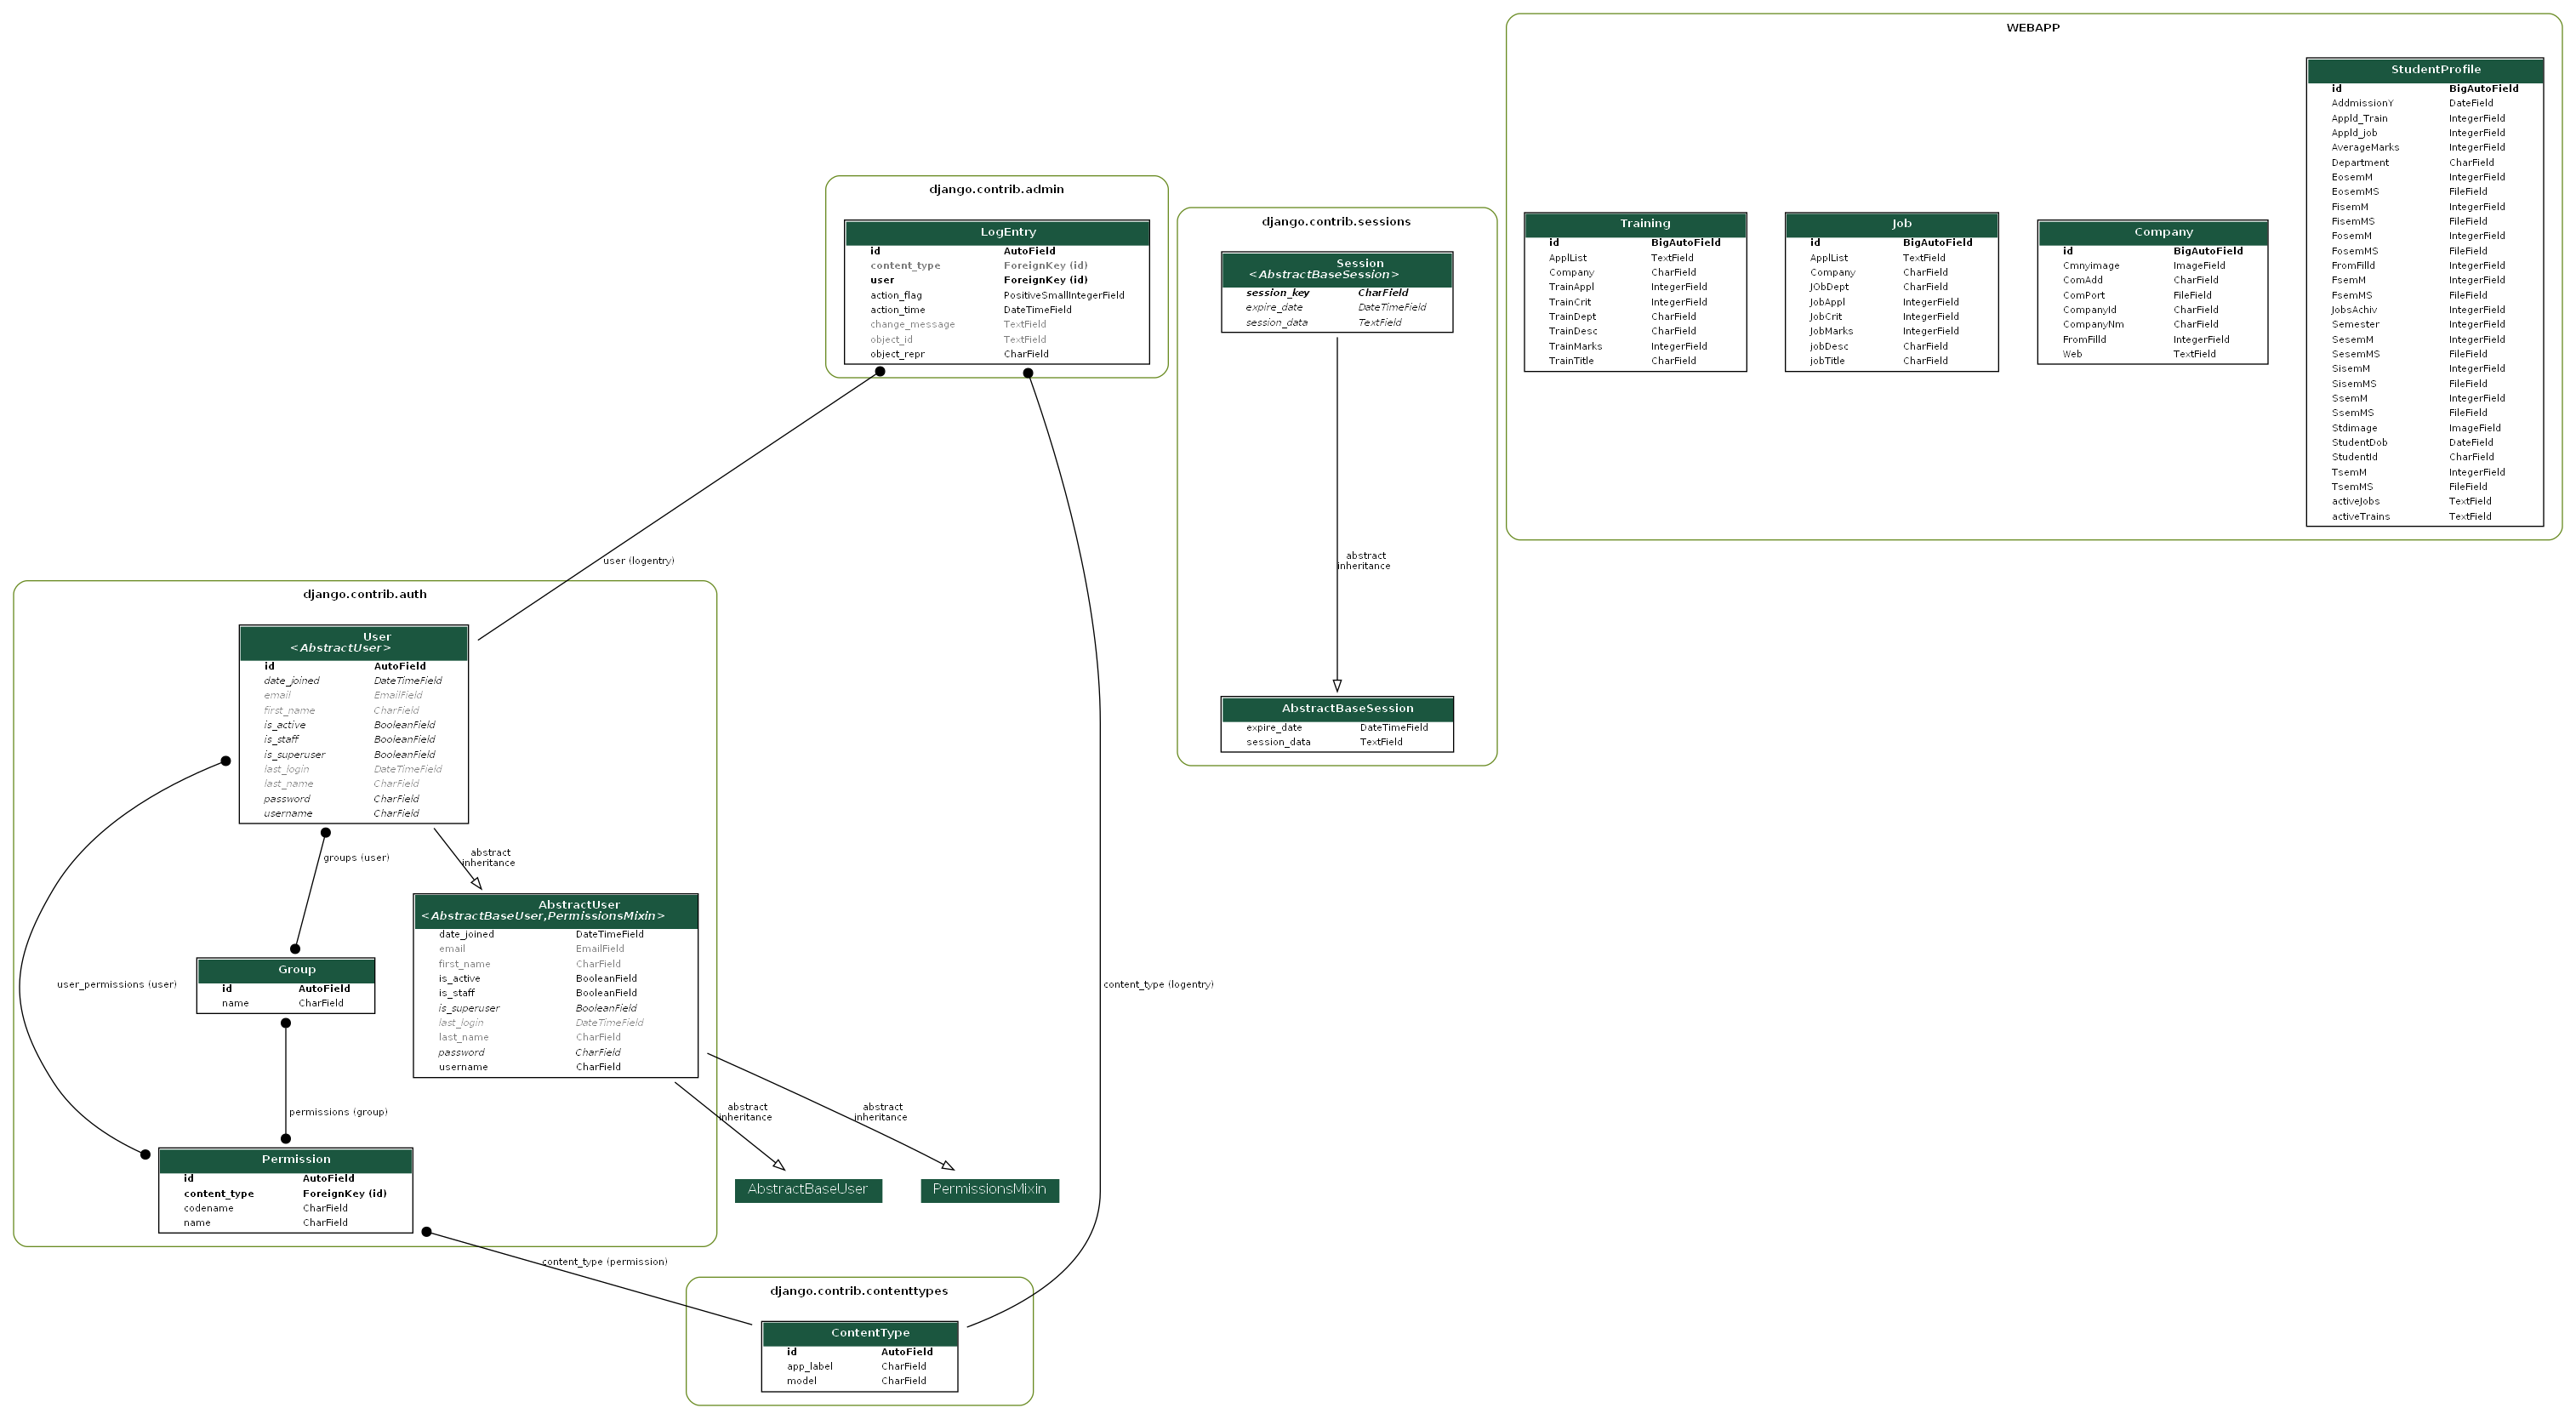 WEBAPP
StudentProfile
id BigAutoField
AddmissionY DateField
Appld_Train IntegerField
Appld_job IntegerField
AverageMarks IntegerField
Department CharField
EosemM IntegerField
EosemMS FileField
FisemM IntegerField
FisemMS FileField
FosemM IntegerField
FosemMS FileField
FromFilld IntegerField
FsemM IntegerField
FsemMS FileField
JobsAchiv IntegerField
Semester IntegerField
SesemM IntegerField
SesemMS FileField
SisemM IntegerField
SisemMS FileField
SsemM IntegerField
SsemMS FileField
Stdimage ImageField
StudentDob DateField
StudentId CharField
TsemM IntegerField
TsemMS FileField
activeJobs TextField
activeTrains TextField
Training
id BigAutoField
ApplList TextField
Company CharField
TrainAppl IntegerField
TrainCrit IntegerField
TrainDept CharField
TrainDesc CharField
TrainMarks IntegerField
TrainTitle CharField
Job
id BigAutoField
ApplList TextField
Company CharField
JObDept CharField
JobAppl IntegerField
JobCrit IntegerField
JobMarks IntegerField
jobDesc CharField
jobTitle CharField
Company
id BigAutoField
Cmnyimage ImageField
ComAdd CharField
ComPort FileField
CompanyId CharField
CompanyNm CharField
FromFilld IntegerField
Web TextField
django.contrib.admin
LogEntry
id AutoField
content_type ForeignKey (id)
user ForeignKey (id)
action_flag PositiveSmallIntegerField
action_time DateTimeField
change_message TextField
object_id TextField
object_repr CharField
django.contrib.sessions
Session
<AbstractBaseSession>
session_key CharField
expire_date DateTimeField
session_data TextField
abstract
inheritance
AbstractBaseSession
expire_date DateTimeField
session_data TextField
user (logentry)
django.contrib.auth
User
<AbstractUser>
id AutoField
date_joined DateTimeField
email EmailField
first_name CharField
is_active BooleanField
is_staff BooleanField
is_superuser BooleanField
last_login DateTimeField
last_name CharField
password CharField
username CharField
groups (user)
abstract
inheritance
AbstractUser
<AbstractBaseUser,PermissionsMixin>
date_joined DateTimeField
email EmailField
first_name CharField
is_active BooleanField
is_staff BooleanField
is_superuser BooleanField
last_login DateTimeField
last_name CharField
password CharField
username CharField
user_permissions (user)
Group
id AutoField
name CharField
content_type (logentry)
permissions (group)
abstract
inheritance
abstract
inheritance
Permission
id AutoField
content_type ForeignKey (id)
codename CharField
name CharField
AbstractBaseUser
PermissionsMixin
content_type (permission)
django.contrib.contenttypes
ContentType
id AutoField
app_label CharField
model CharField